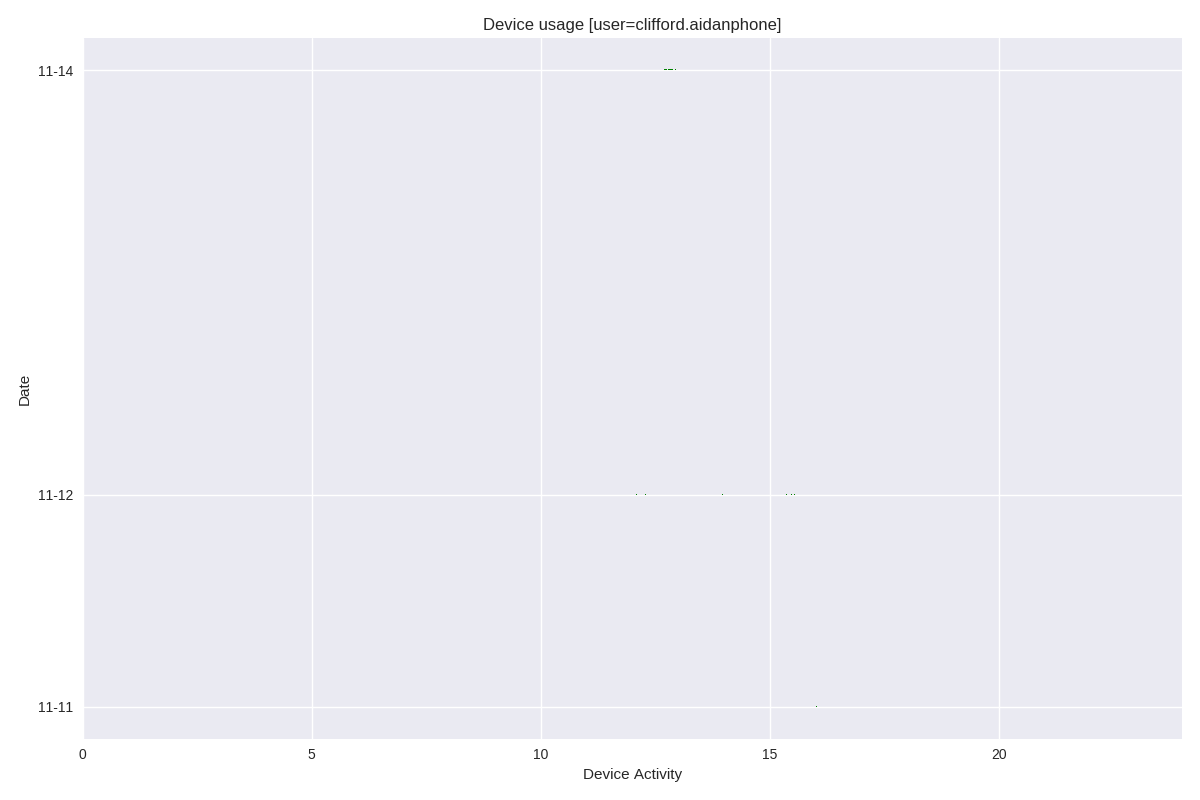 Device usage [user=clifford.aidanphone]
11-14
Date
11-12
11-11
0 5 10 15 20
Device Activity